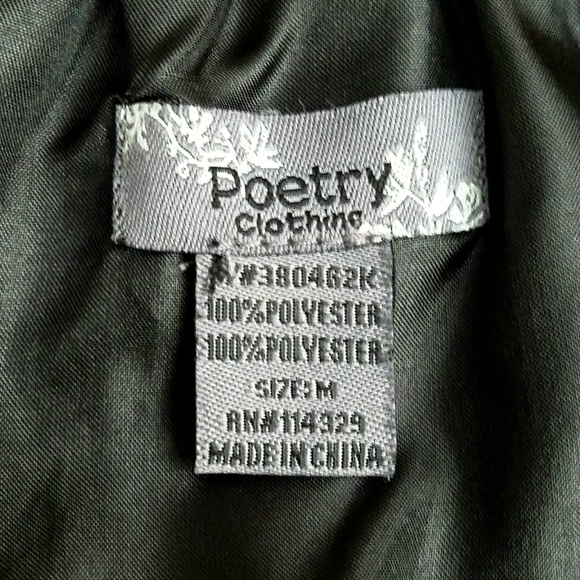 Poetry
Clothing
#380462K
100%POLYESTER
100%POLYESTER
SIZE:M
RN#114329
MADE IN CHINA